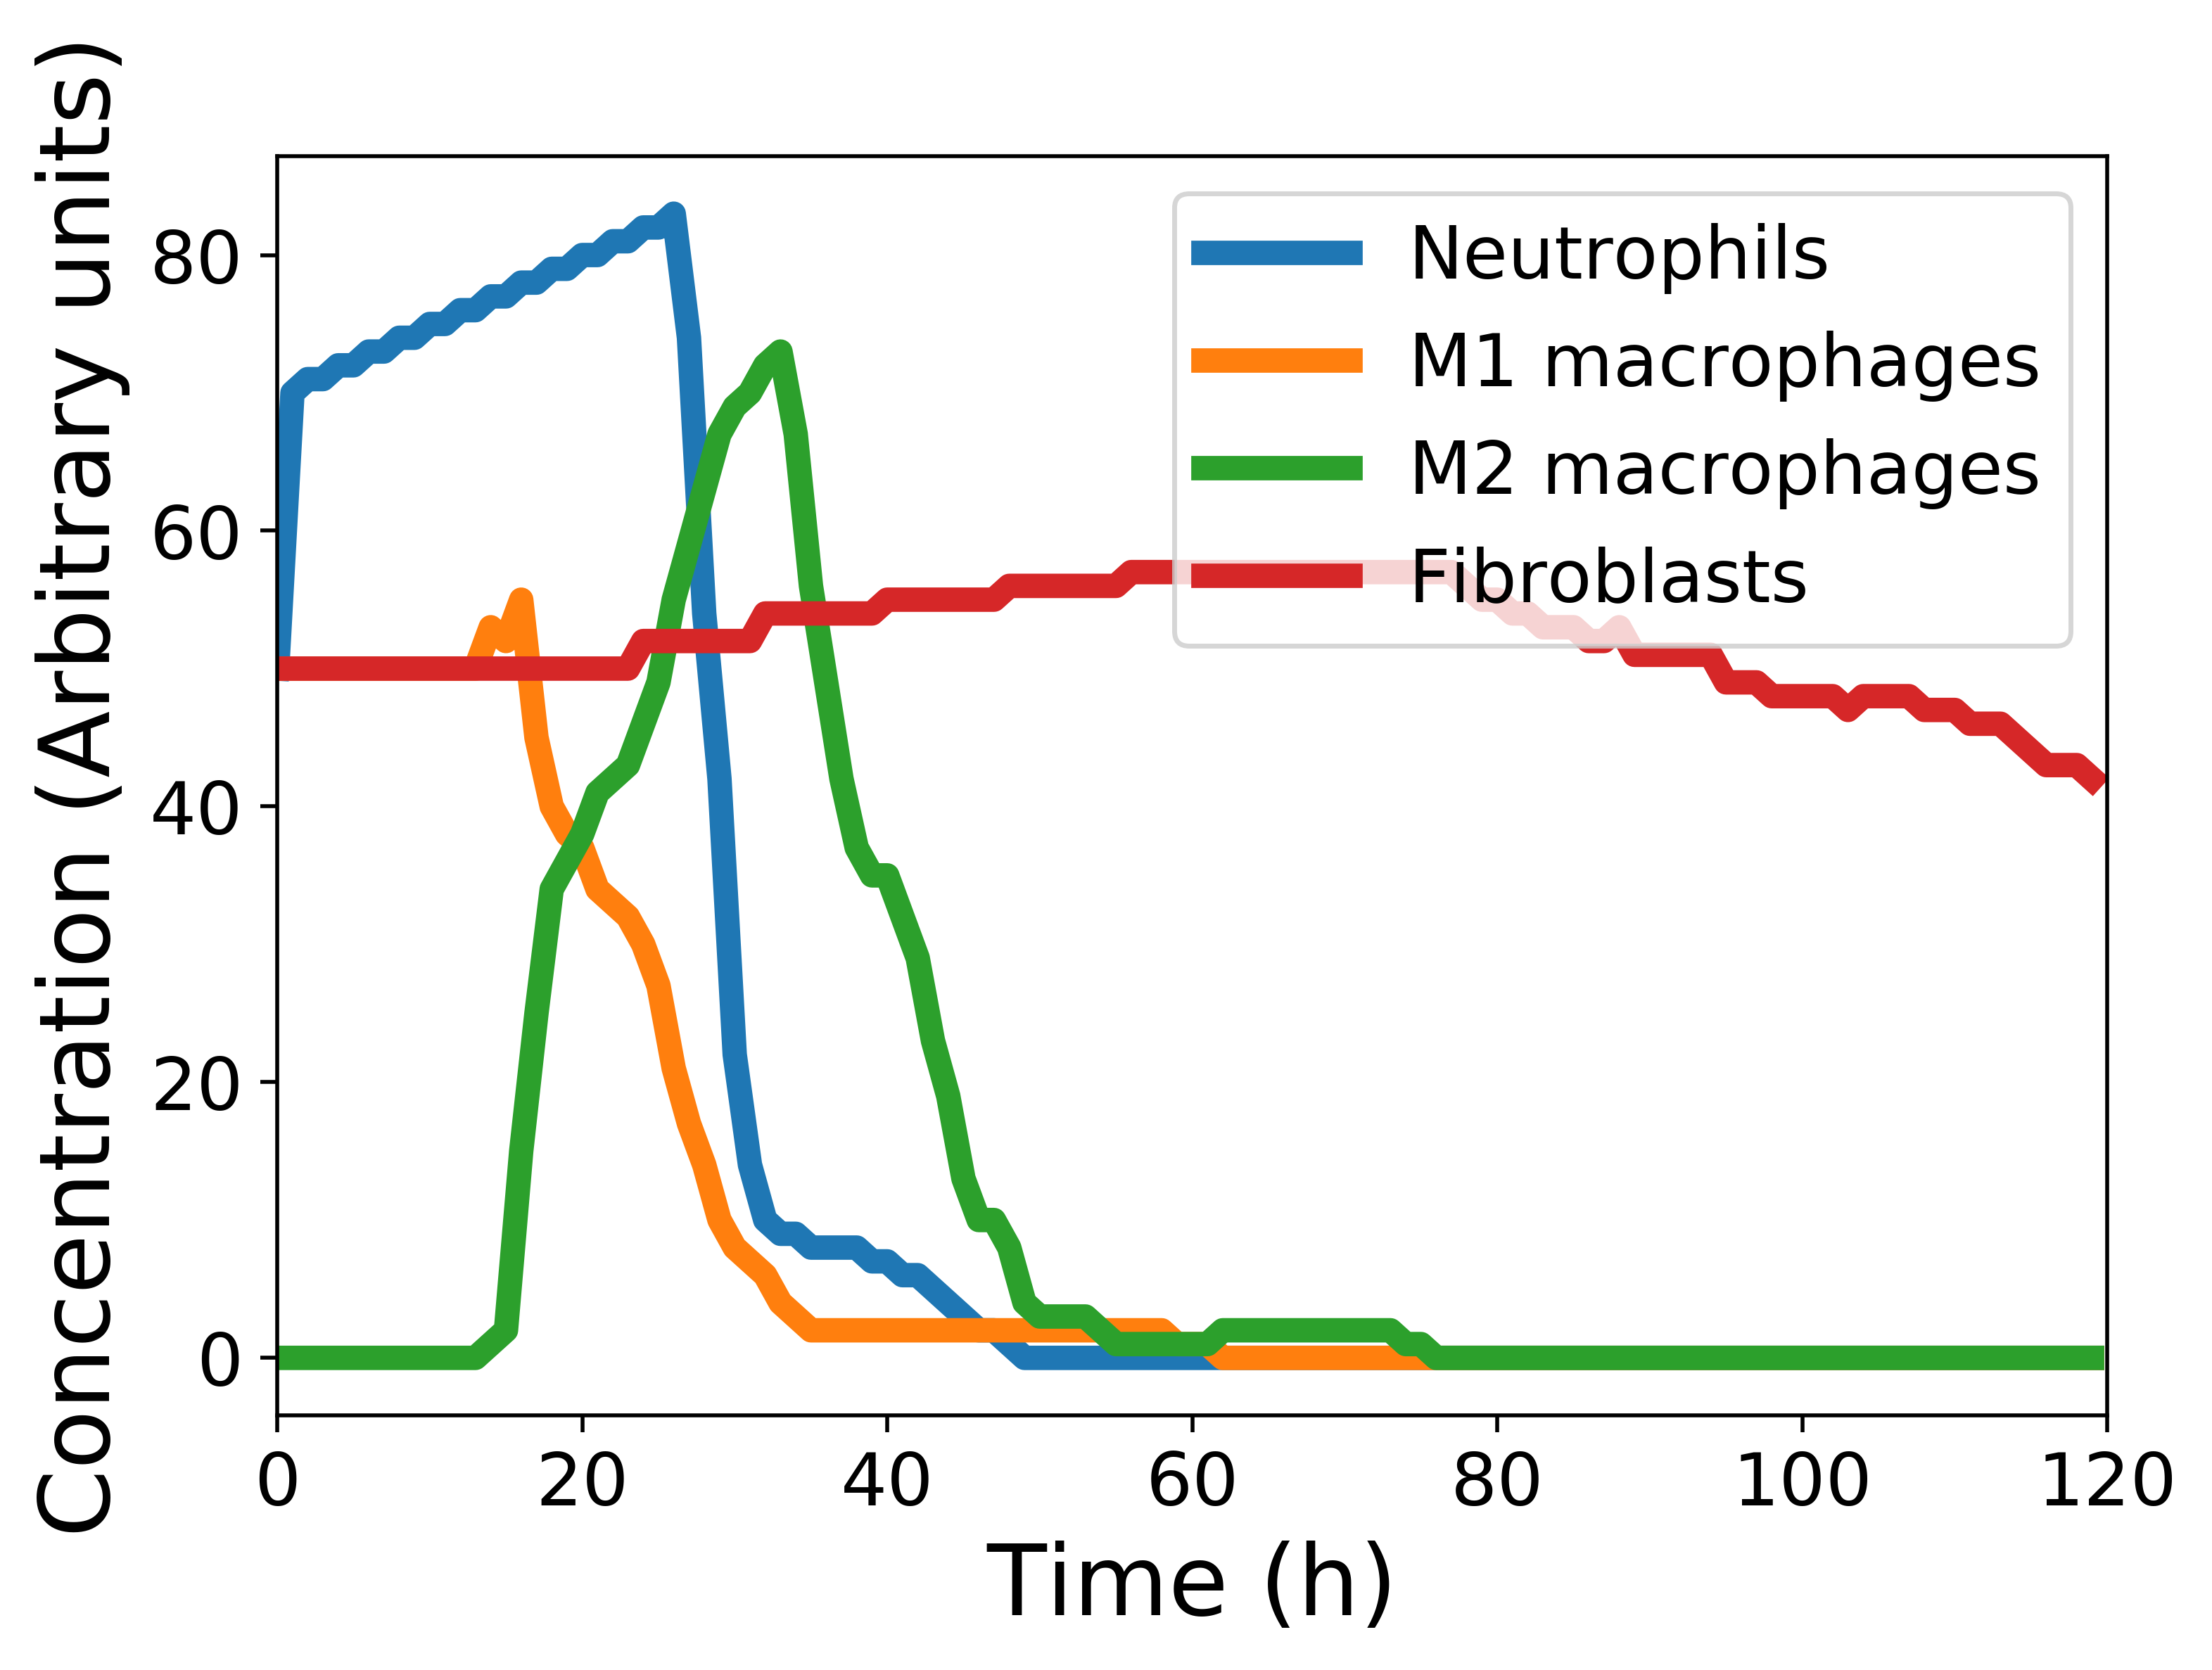 Concentration (Arbitrary units)
80
60
40
20
0
Neutrophils
M1 macrophages
M2 macrophages
Fibroblasts
0 20 40 60 80 100 120
Time (h)